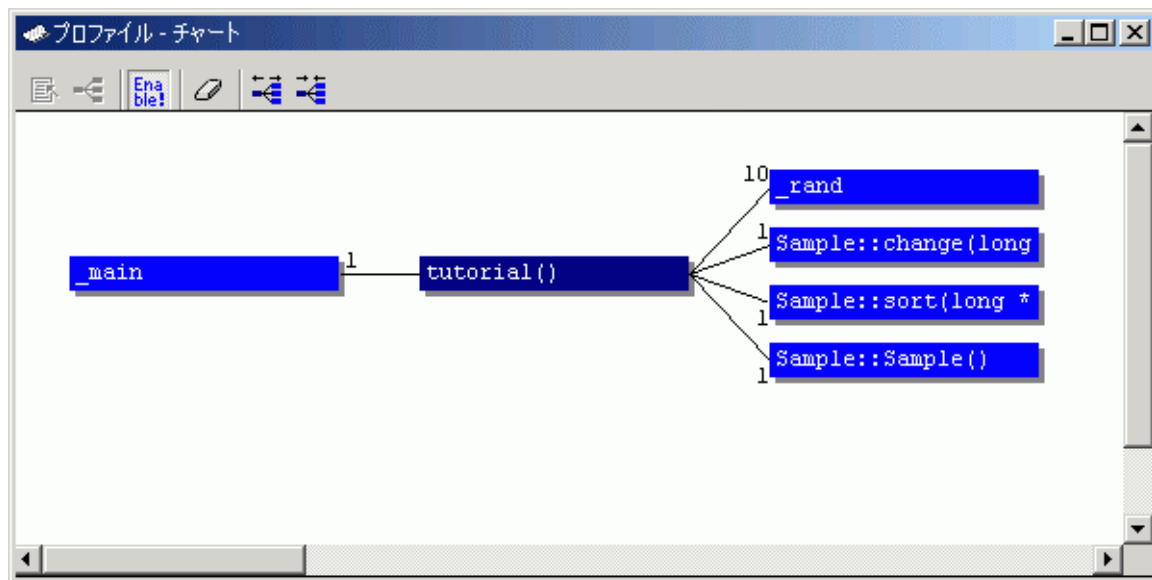 プロファイル - チャート
Ena
ble!
10
_rand
1
Sample::change(long
_main
1
tutorial()
Sample::sort(long *
1
Sample::Sample()
1